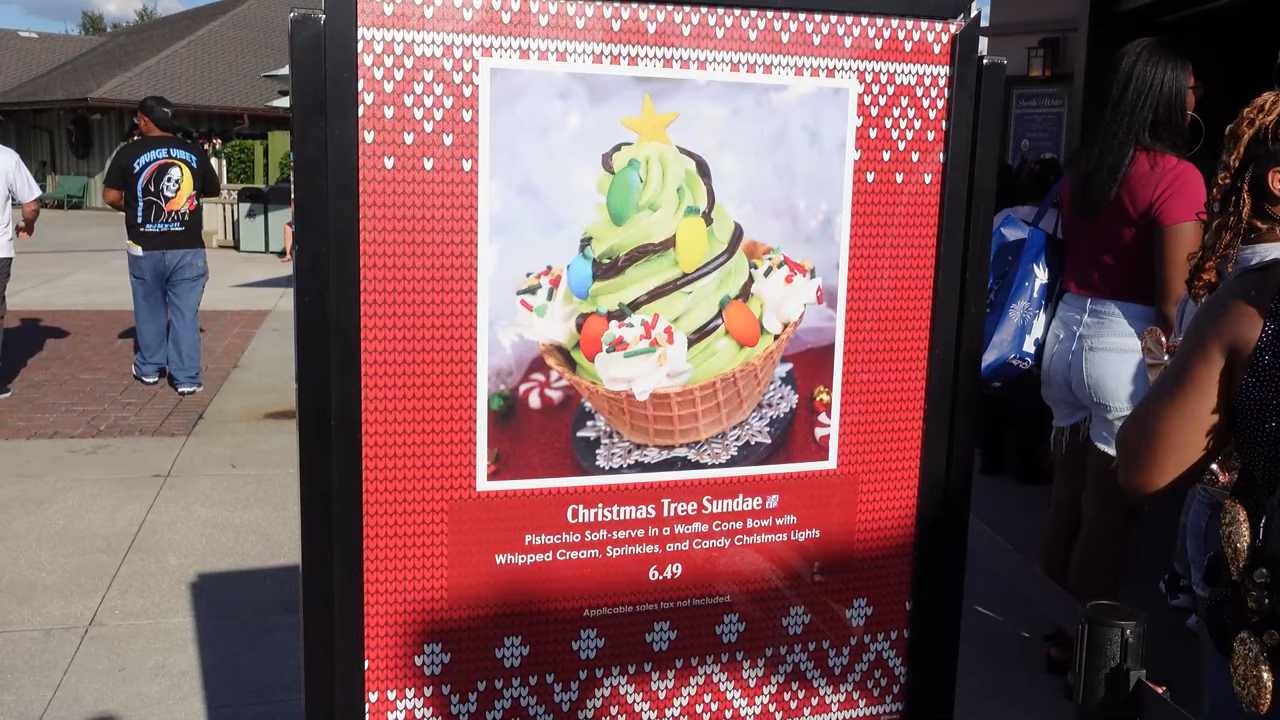 SAVAGE VIBES
Christmas Tree Sundae
Pistachio Soft-serve in a Waffle Cone Bowl with
Whipped Cream, Sprinkles, and Candy Christmas Lights
6.49
Applicable sales tax not included.